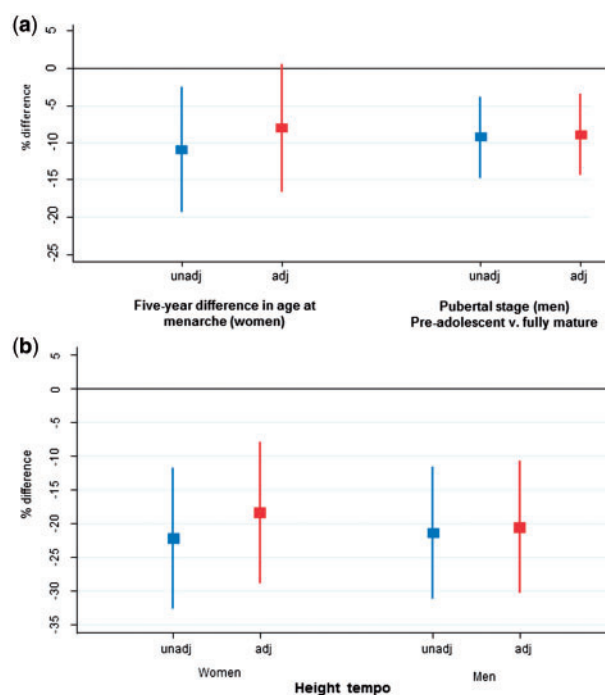 (a)
5
0
-5
-10
-15
-20
-25
% difference
unadj adj unadj adj
Five-year difference in age at
menarche (women)
Pubertal stage (men)
Pre-adolescent v. fully mature
(b)
5
0
-5
-10
-15
-20
-25
-30
-35
% difference
unadj adj unadj adj
Women Men
Height tempo